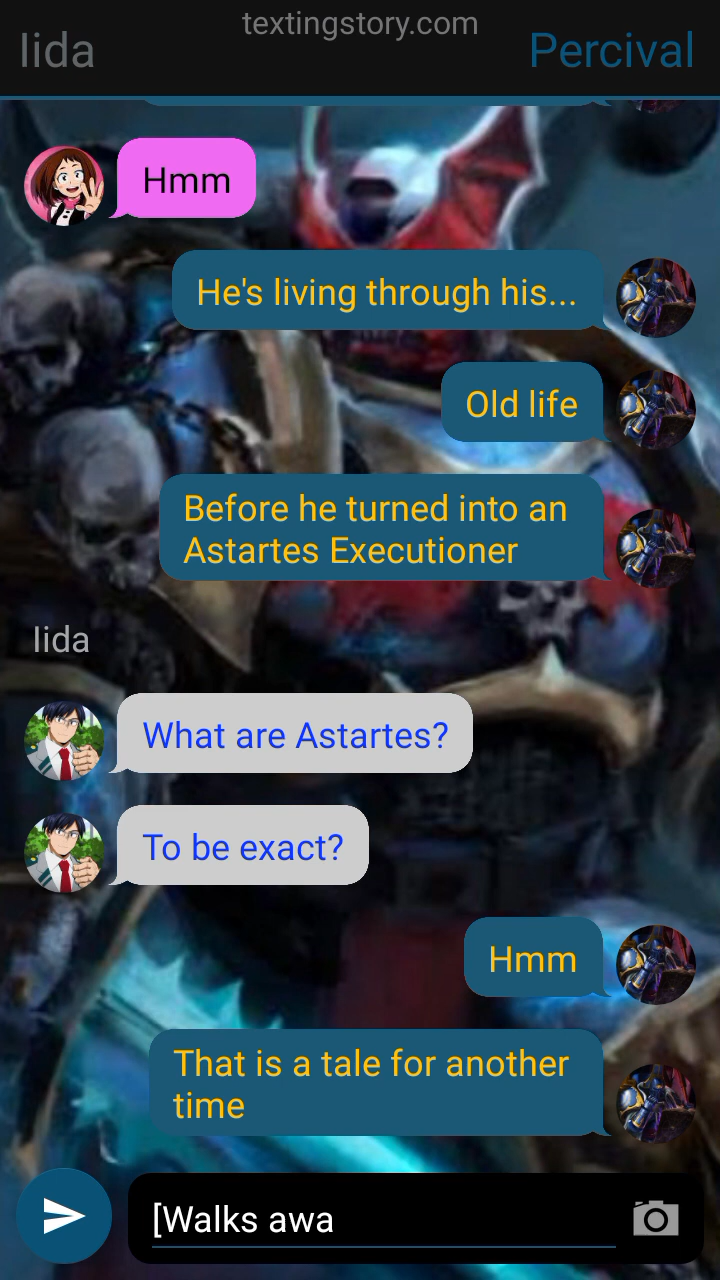 textingstory.com
Iida
Percival
Hmm
He's living through his...
Old life
Before he turned into an
Astartes Executioner
Iida
What are Astartes?
To be exact?
Hmm
That is a tale for another
time
[Walks awa